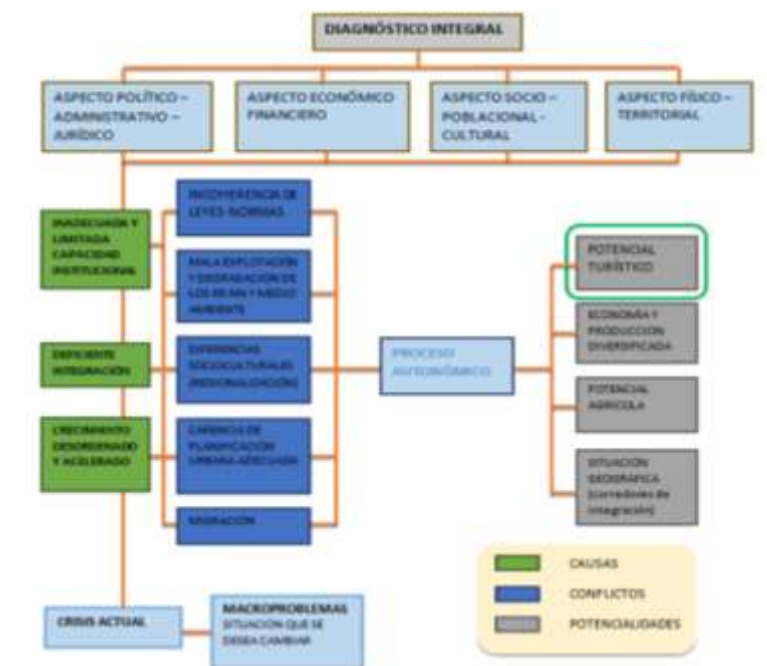 DIAGNÓSTICO INTEGRAL
ASPECTO POLÍTICO –
ADMINISTRATIVO –
JURÍDICO
ASPECTO ECONÓMICO
FINANCIERO
ASPECTO SOCIO –
POBLACIONAL -
CULTURAL
ASPECTO FÍSICO –
TERRITORIAL
INADECUADA Y
LIMITADA
CAPACIDAD
INSTITUCIONAL
DEFICIENTE
INTEGRACIÓN
CRECIMIENTO
DESORDENADO
Y ACELERADO
INCOHERENCIA DE
LEYES-NORMAS
MALA EXPLOTACIÓN
Y DEGRADACIÓN DE
LOS RR NN Y MEDIO
AMBIENTE
DIFERENCIAS
SOCIOCULTURALES
(REGIONALIZACIÓN)
CARENCIA DE
PLANIFICACIÓN
URBANA ADECUADA
MIGRACIÓN
PROCESO
AUTONÓMICO
POTENCIAL
TURÍSTICO
ECONOMÍA Y
PRODUCCIÓN
DIVERSIFICADA
POTENCIAL
AGRICOLA
SITUACIÓN
GEOGRÁFICA
(corredores de
integración)
CRISIS ACTUAL
MACROPROBLEMAS
SITUACIÓN QUE SE
DESEA CAMBIAR
CAUSAS
CONFLICTOS
POTENCIALIDADES